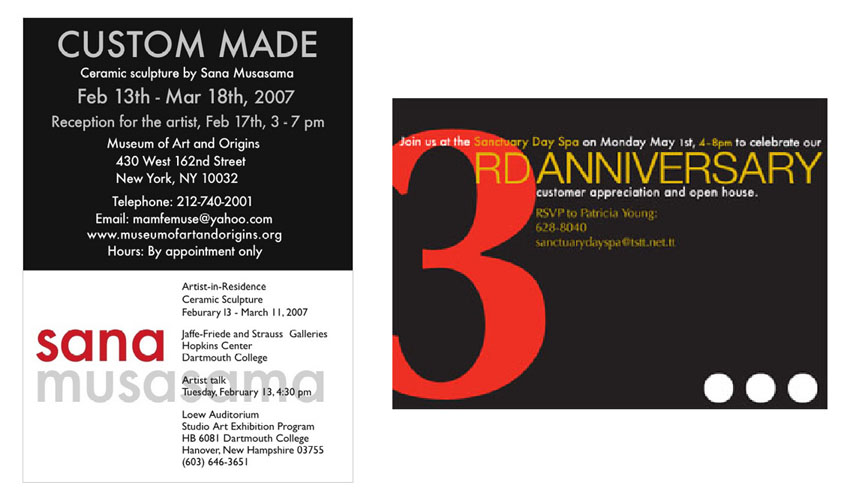 CUSTOM MADE
Ceramic sculpture by Sana Musasama
Feb 13th - Mar 18th, 2007
Reception for the artist, Feb 17th, 3 - 7 pm
Museum of Art and Origins
430 West 162nd Street
New York, NY 10032
Telephone: 212-740-2001
Email: mamfemuse@yahoo.com
www.museumofartandorigins.org
Hours: By appointment only
sana
musasama
Artist-in-Residence
Ceramic Sculpture
Feburary 13 - March 11, 2007
Jaffe-Friede and Strauss Galleries
Hopkins Center
Dartmouth College
Artist talk
Tuesday, February 13, 4:30 pm
Loew Auditorium
Studio Art Exhibition Program
HB 6081 Dartmouth College
Hanover, New Hampshire 03755
(603) 646-3651
Join us at the Sanctuary Day Spa on Monday May 1st, 4-8pm to celebrate our
3RD ANNIVERSARY
customer appreciation and open house.
RSVP to Patricia Young:
628-8040
sanctuarydayspa@tstt.net.tt